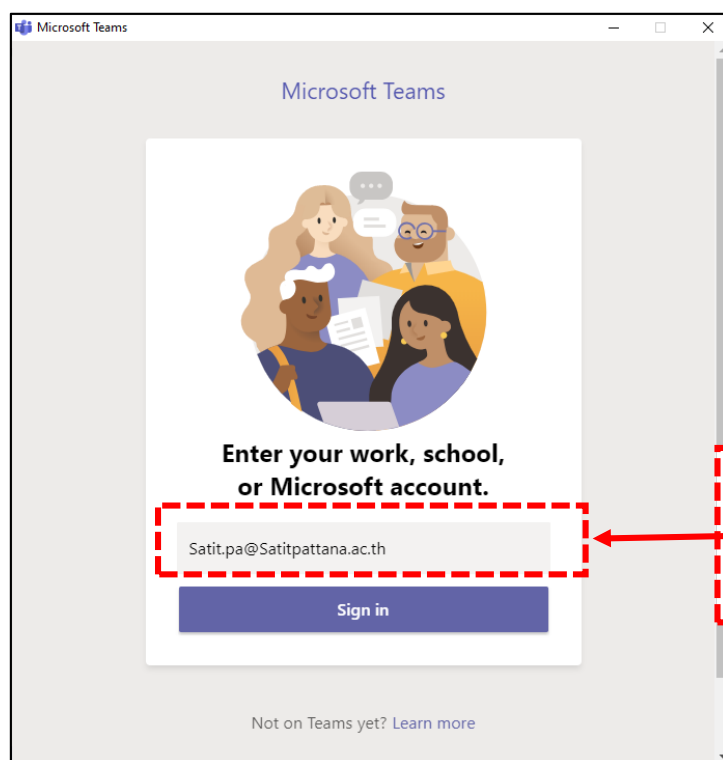 Microsoft Teams
Microsoft Teams
Enter your work, school,
or Microsoft account.
Satit.pa@Satitpattana.ac.th
Sign in
Not on Teams yet? Learn more